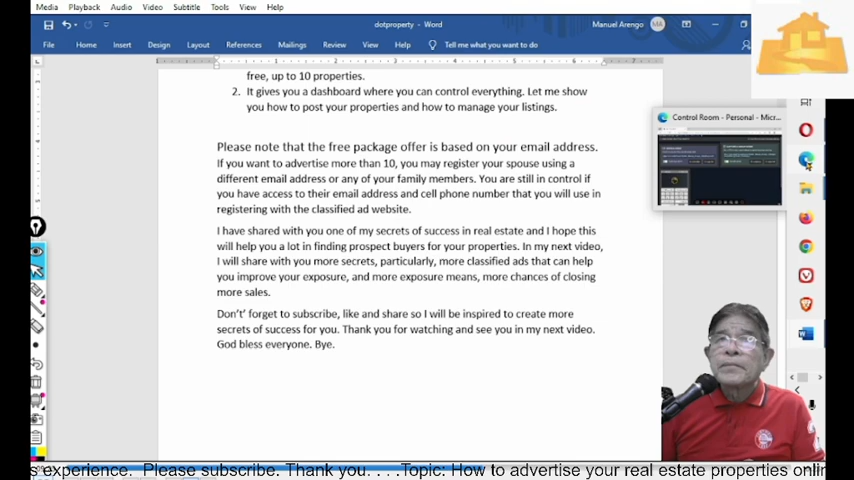 Media Playback Audio Video Subtitle Tools View Help
dotproperty - Word
Manuel Arengo MA
File Home Insert Design Layout References Mailings Review View Help Tell me what you want to do
free, up to 10 properties.
2. It gives you a dashboard where you can control everything. Let me show
you how to post your properties and how to manage your listings.
Control Room - Personal - Micr...
Please note that the free package offer is based on your email address.
If you want to advertise more than 10, you may register your spouse using a
different email address or any of your family members. You are still in control if
you have access to their email address and cell phone number that you will use in
registering with the classified ad website.
I have shared with you one of my secrets of success in real estate and I hope this
will help you a lot in finding prospect buyers for your properties. In my next video,
I will share with you more secrets, particularly, more classified ads that can help
you improve your exposure, and more exposure means, more chances of closing
more sales.
Don't' forget to subscribe, like and share so I will be inspired to create more
secrets of success for you. Thank you for watching and see you in my next video.
God bless everyone. Bye.
s experience. Please subscribe. Thank you. . . .Topic: How to advertise your real estate properties onlin